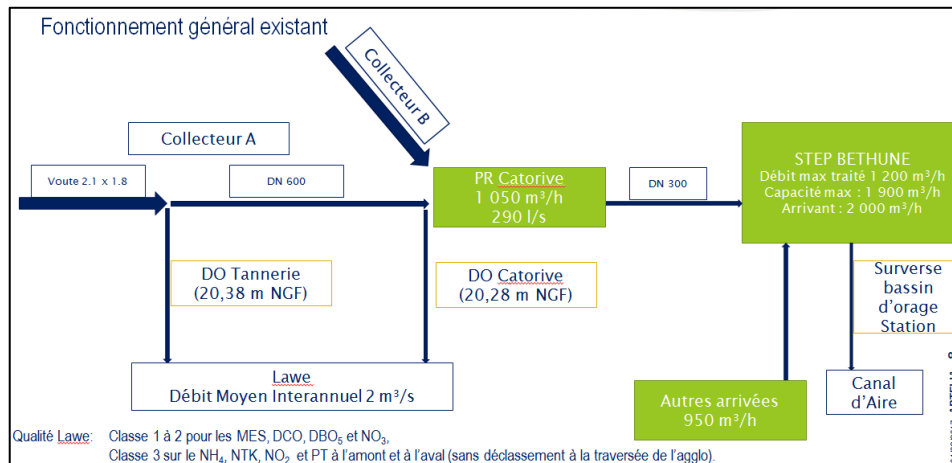 Fonctionnement général existant
Collecteur B
Collecteur A
Voute 2.1 x 1.8
DN 600
PR Catorive
1 050 m³/h
290 l/s
DN 300
STEP BETHUNE
Débit max traité 1 200 m³/h
Capacité max : 1 900 m³/h
Arrivant : 2 000 m³/h
DO Tannerie
(20,38 m NGF)
DO Catorive
(20,28 m NGF)
Surverse
bassin
d'orage
Station
Lawe
Débit Moyen Interannuel 2 m³/s
Autres arrivées
950 m³/h
Canal
d'Aire
Qualité Lawe: Classe 1 à 2 pour les MES, DCO, DBO₅ et NO₃,
Classe 3 sur le NH₄, NTK, NO₂ et PT à l'amont et à l'aval (sans déclassement à la traversée de l'agglo).